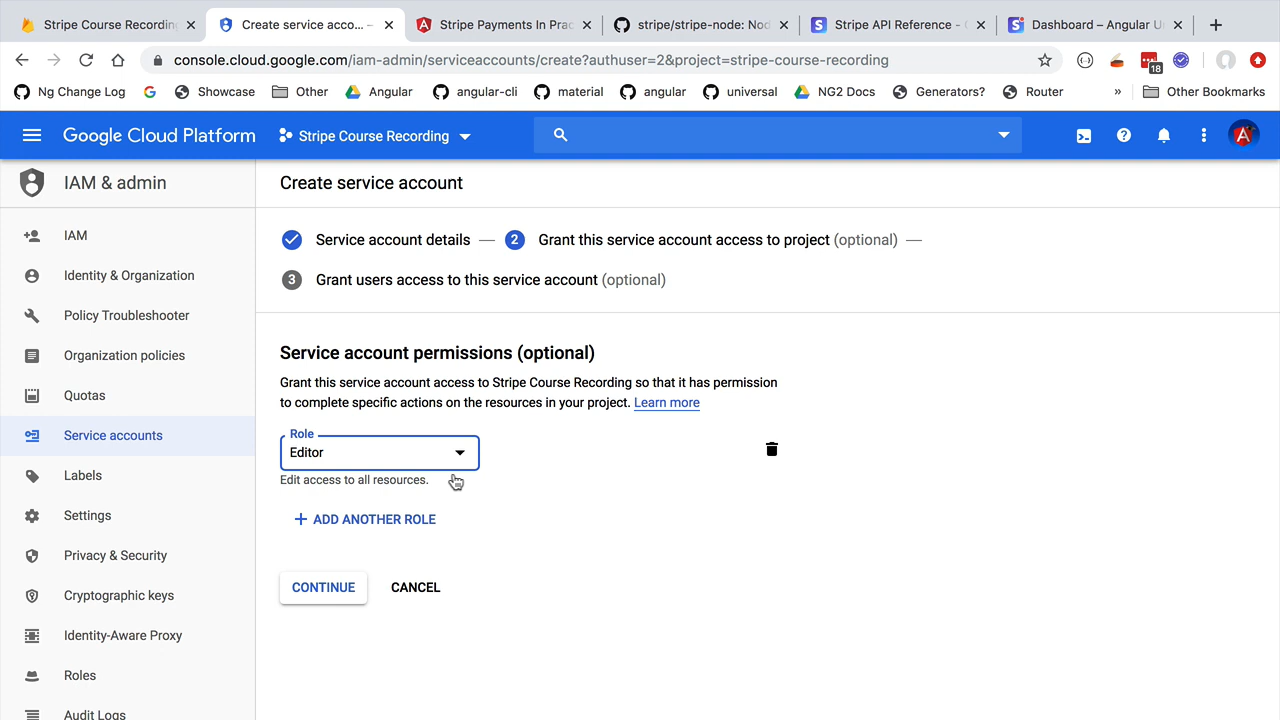 Stripe Course Recording
Create service acco... –
Stripe Payments In Prac
stripe/stripe-node: Nod
Stripe API Reference –
Dashboard – Angular U
console.cloud.google.com/iam-admin/serviceaccounts/create?authuser=2&project=stripe-course-recording
18
Ng Change Log
Showcase
Other
Angular
angular-cli
material
angular
universal
NG2 Docs
Generators?
Router
»
Other Bookmarks
Google Cloud Platform
Stripe Course Recording
IAM & admin
Create service account
Service account details — 2 Grant this service account access to project (optional) —
3 Grant users access to this service account (optional)
IAM
Identity & Organization
Policy Troubleshooter
Organization policies
Quotas
Service accounts
Labels
Settings
Privacy & Security
Cryptographic keys
Identity-Aware Proxy
Roles
Audit Logs
Service account permissions (optional)
Grant this service account access to Stripe Course Recording so that it has permission
to complete specific actions on the resources in your project. Learn more
Role
Editor
Edit access to all resources.
+ ADD ANOTHER ROLE
CONTINUE
CANCEL